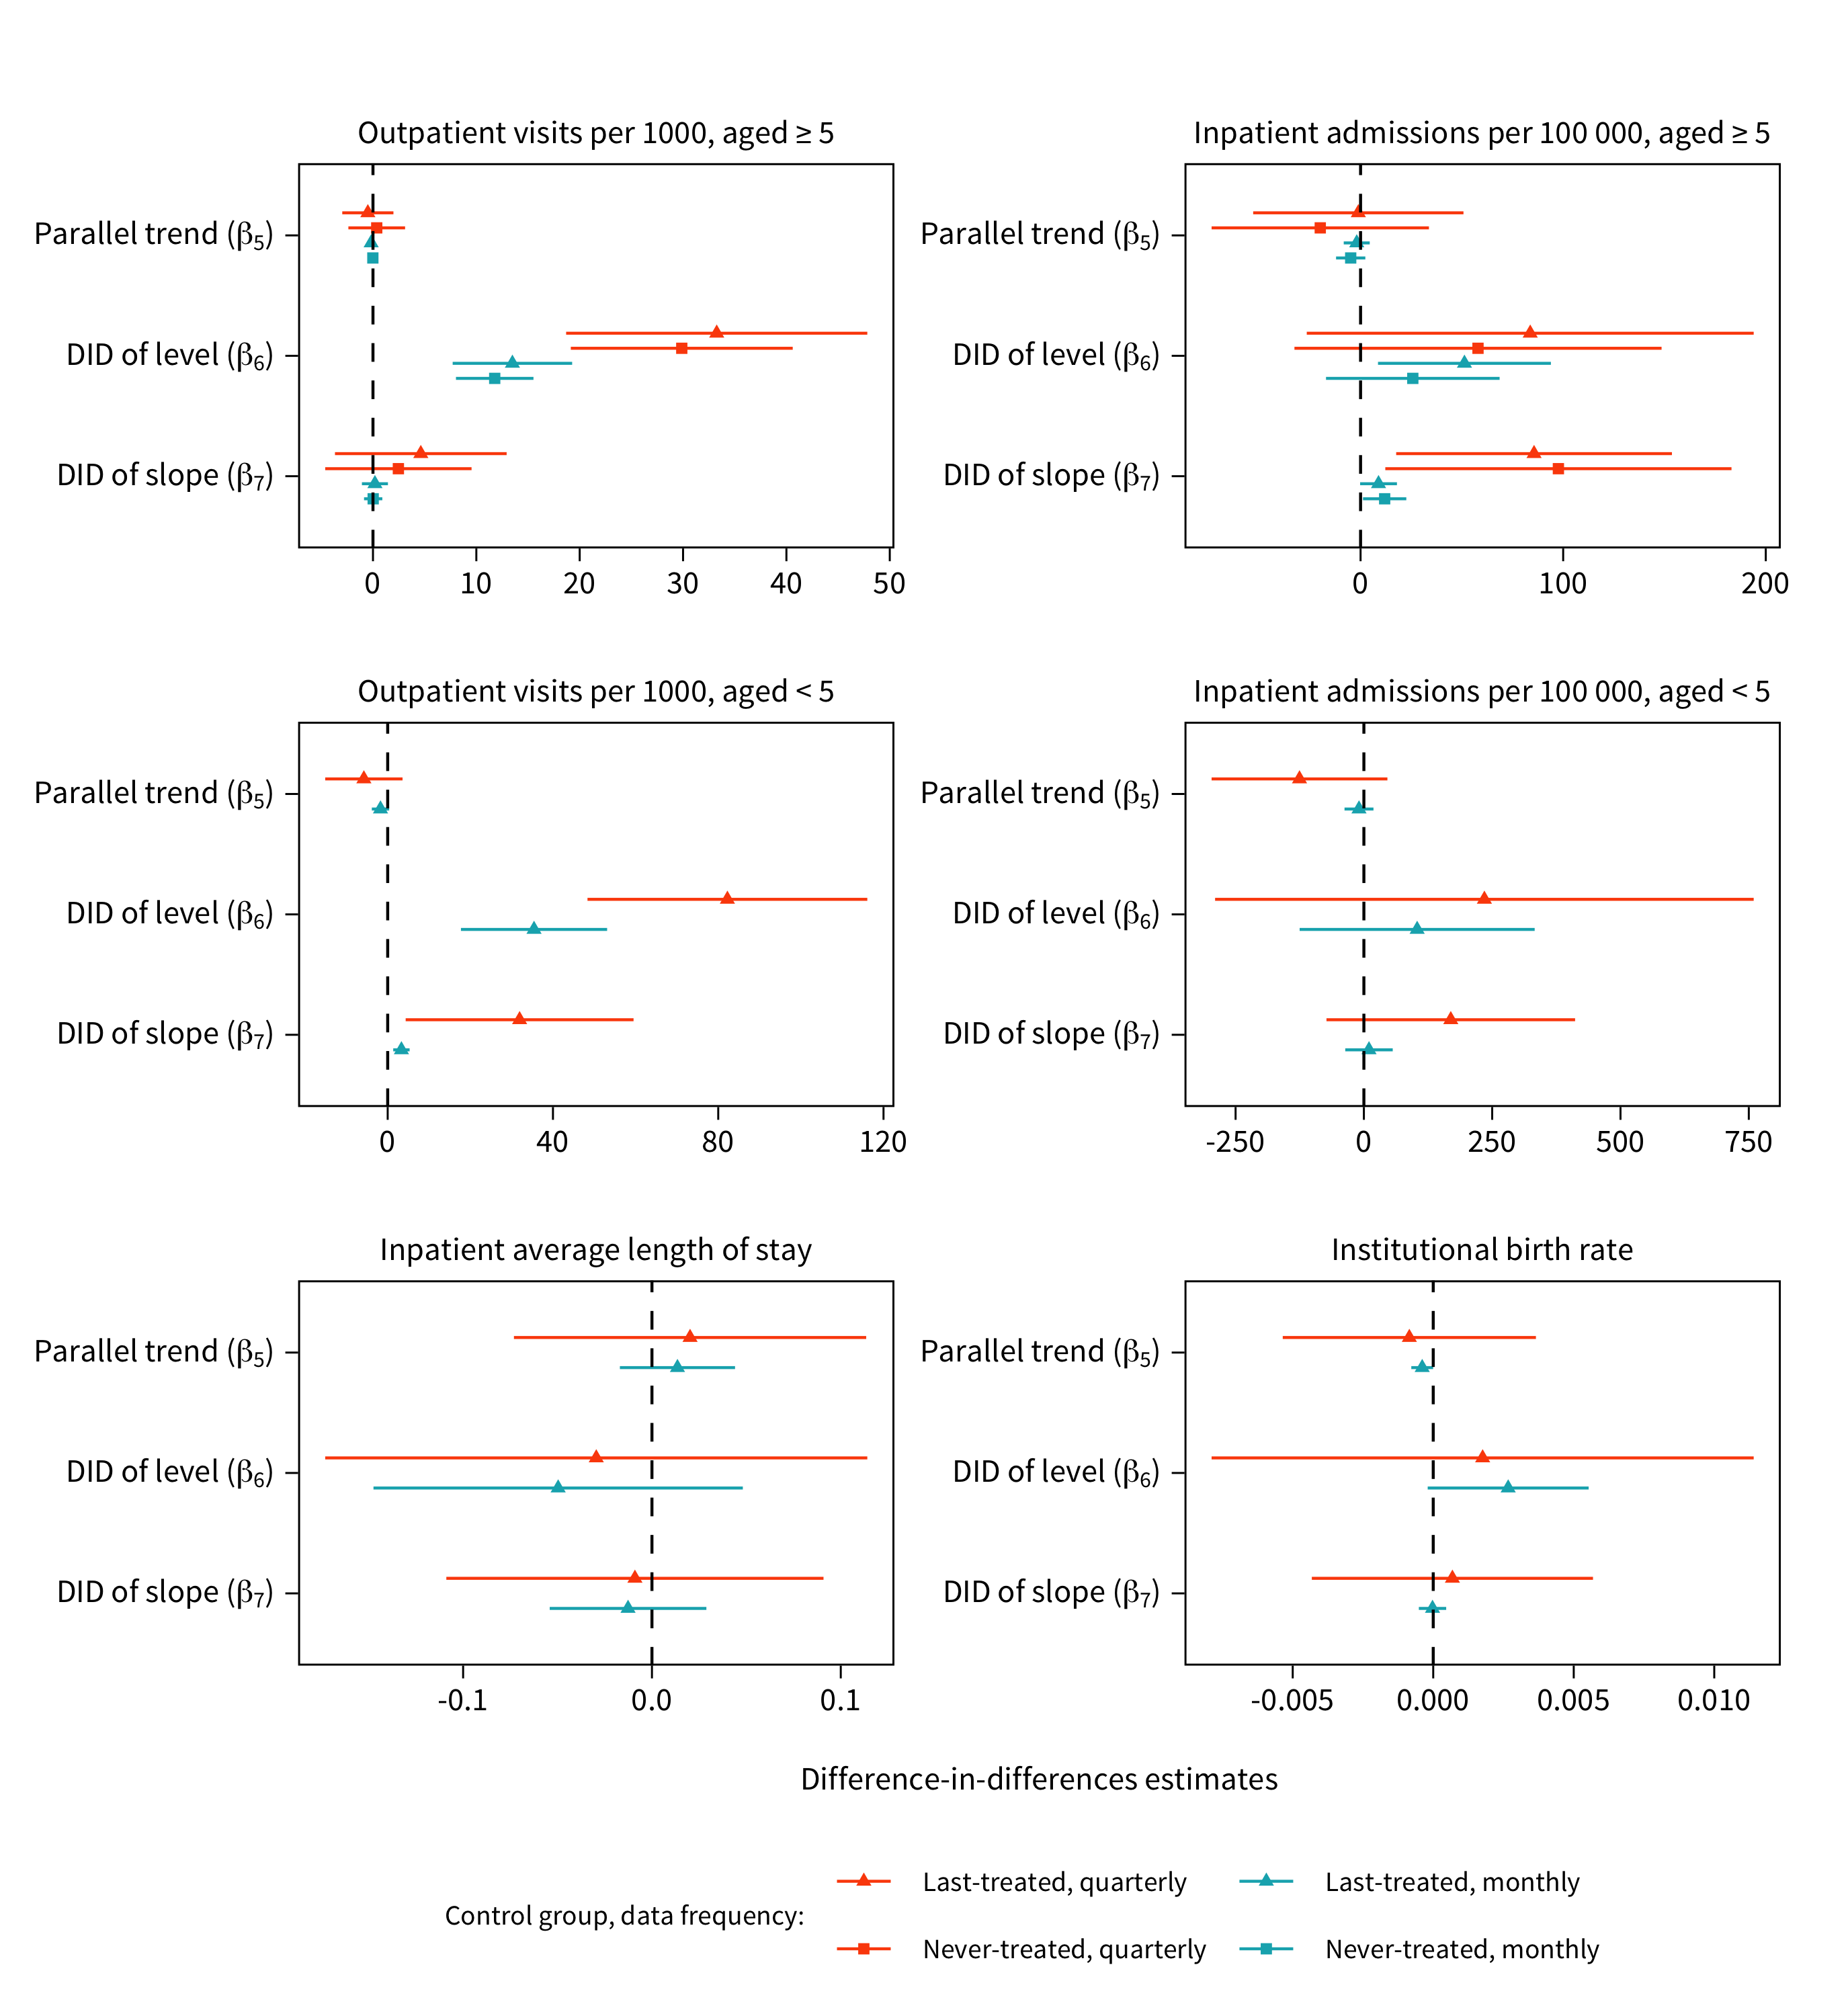 Outpatient visits per 1000, aged ≥ 5
Parallel trend (β₅)
DID of level (β₆)
DID of slope (β₇)
0 10 20 30 40 50
Inpatient admissions per 100 000, aged ≥ 5
Parallel trend (β₅)
DID of level (β₆)
DID of slope (β₇)
0 100 200
Outpatient visits per 1000, aged < 5
Parallel trend (β₅)
DID of level (β₆)
DID of slope (β₇)
0 40 80 120
Inpatient admissions per 100 000, aged < 5
Parallel trend (β₅)
DID of level (β₆)
DID of slope (β₇)
-250 0 250 500 750
Inpatient average length of stay
Parallel trend (β₅)
DID of level (β₆)
DID of slope (β₇)
-0.1 0.0 0.1
Institutional birth rate
Parallel trend (β₅)
DID of level (β₆)
DID of slope (β₇)
-0.005 0.000 0.005 0.010
Difference-in-differences estimates
Control group, data frequency:
Last-treated, quarterly
Never-treated, quarterly
Last-treated, monthly
Never-treated, monthly